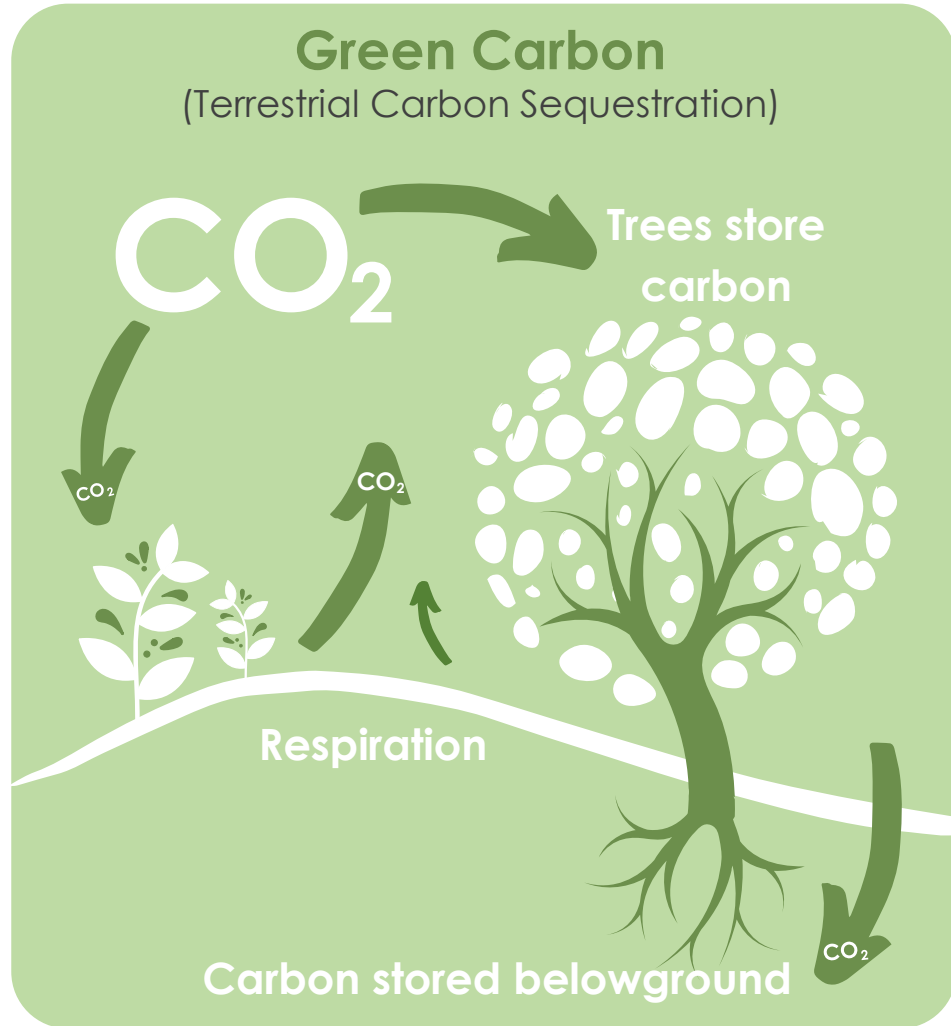 Green Carbon
(Terrestrial Carbon Sequestration)
CO₂
Trees store
carbon
CO₂
CO₂
Respiration
CO₂
Carbon stored belowground